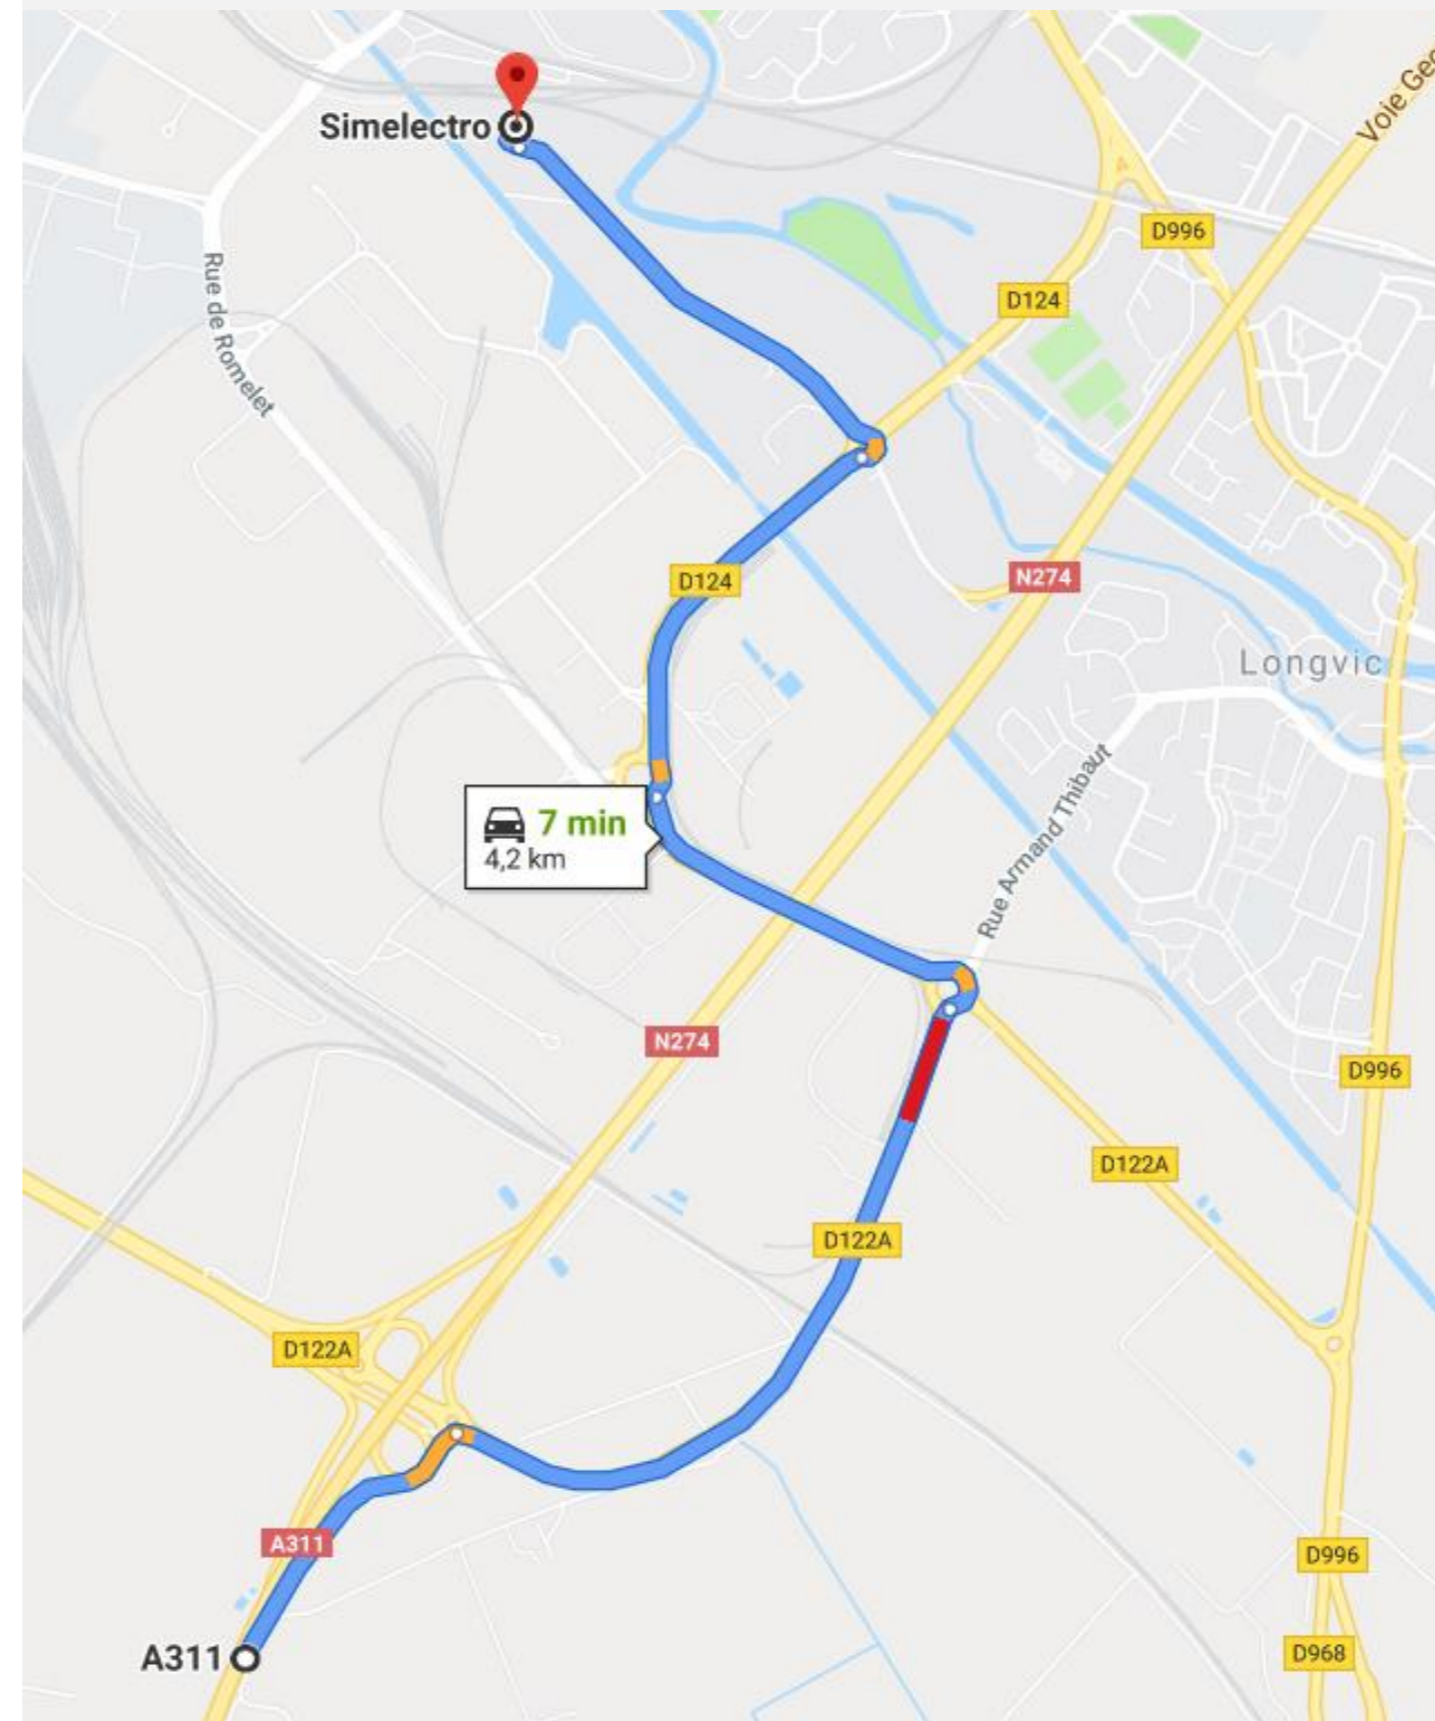 Simelectro
Voie Geo
D996
D124
Rue de Romelet
D124
N274
Longvic
7 min
4,2 km
Rue Armand Thibaut
N274
D996
D122A
D122A
D122A
A311
D996
A311
D968